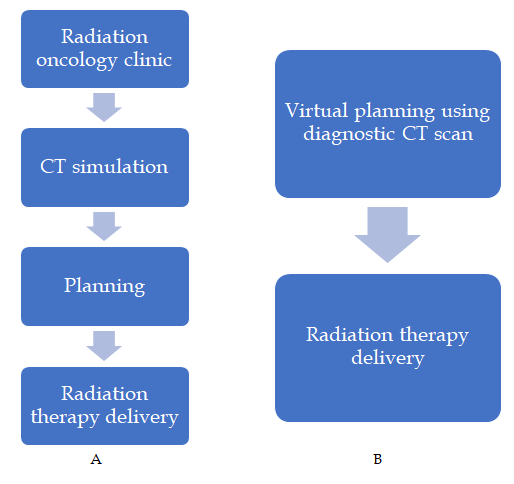 Radiation
oncology clinic
CT simulation
Planning
Radiation
therapy delivery
A
Virtual planning using
diagnostic CT scan
Radiation therapy
delivery
B